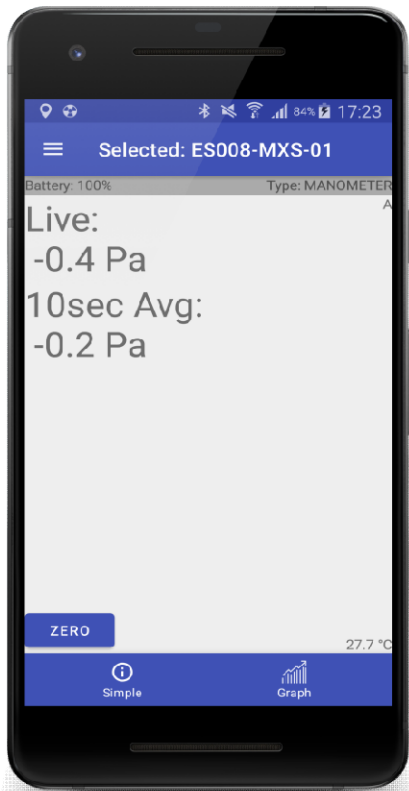 84% 17:23
Selected: ES008-MXS-01
Battery: 100% Type: MANOMETER
A
Live:
-0.4 Pa
10sec Avg:
-0.2 Pa
ZERO
27.7 °C
Simple Graph